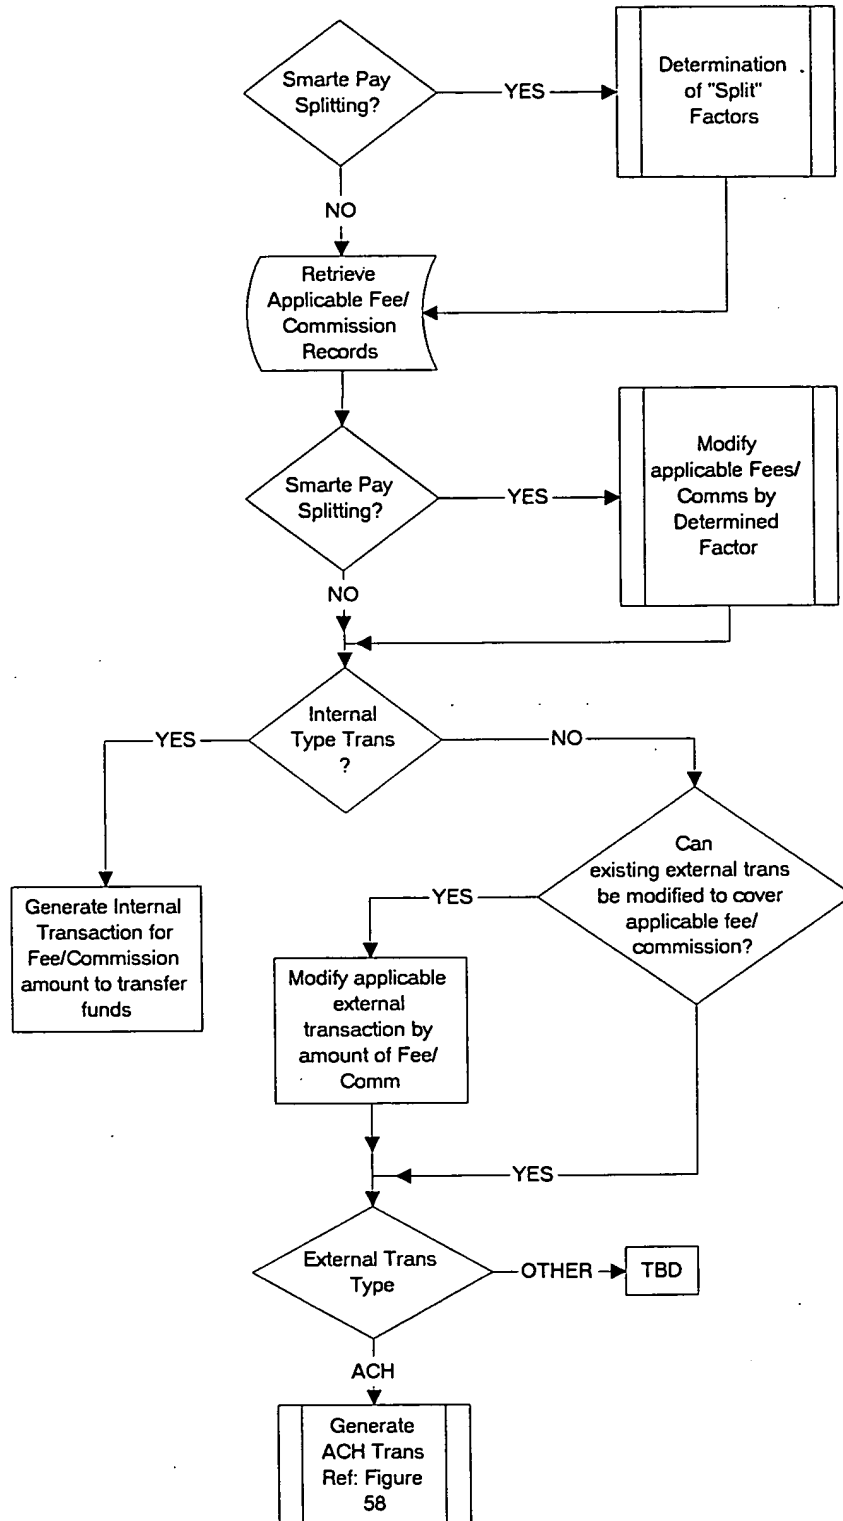 Smarte Pay
Splitting?
YES
Determination
of "Split"
Factors
NO
Retrieve
Applicable Fee/
Commission
Records
Smarte Pay
Splitting?
YES
Modify
applicable Fees/
Comms by
Determined
Factor
NO
Internal
Type Trans
?
YES
NO
Can
existing external trans
be modified to cover
applicable fee/
commission?
YES
Generate Internal
Transaction for
Fee/Commission
amount to transfer
funds
Modify applicable
external
transaction by
amount of Fee/
Comm
YES
External Trans
Type
OTHER
TBD
ACH
Generate
ACH Trans
Ref: Figure
58